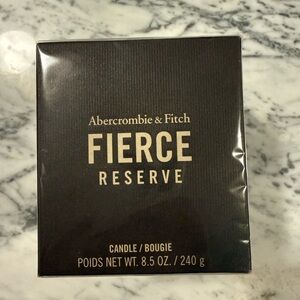 Abercrombie & Fitch
FIERCE
RESERVE
CANDLE / BOUGIE
POIDS NET WT. 8.5 OZ. / 240 g